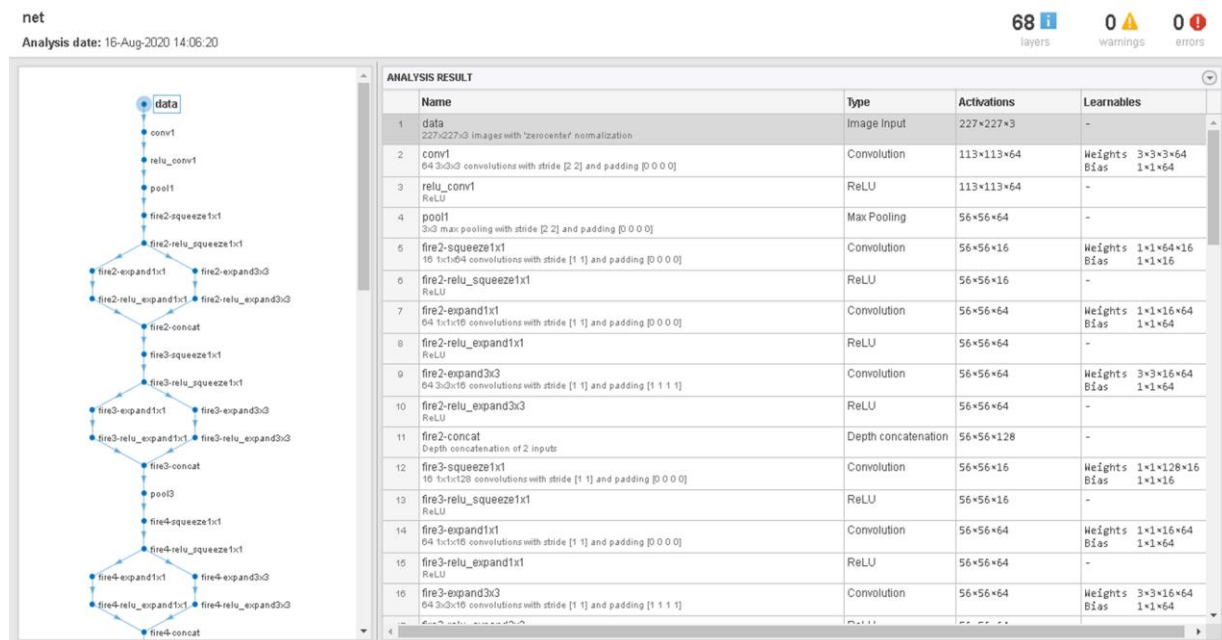 net
Analysis date: 16-Aug-2020 14:06:20
68 i
layers
0
warnings
0
errors
data
conv1
relu_conv1
pool1
fire2-squeeze1x1
fire2-relu_squeeze1x1
fire2-expand1x1 fire2-expand3x3
fire2-relu_expand1x1 fire2-relu_expand3x3
fire2-concat
fire3-squeeze1x1
fire3-relu_squeeze1x1
fire3-expand1x1 fire3-expand3x3
fire3-relu_expand1x1 fire3-relu_expand3x3
fire3-concat
pool3
fire4-squeeze1x1
fire4-relu_squeeze1x1
fire4-expand1x1 fire4-expand3x3
fire4-relu_expand1x1 fire4-relu_expand3x3
fire4-concat
ANALYSIS RESULT
Name Type Activations Learnables
1 data Image Input 227×227×3 -
227x227x3 images with 'zerocenter' normalization
2 conv1 Convolution 113×113×64 Weights 3×3×3×64
64 3x3x3 convolutions with stride [2 2] and padding [0 0 0 0] Bias 1×1×64
3 relu_conv1 ReLU 113×113×64 -
ReLU
4 pool1 Max Pooling 56×56×64 -
3x3 max pooling with stride [2 2] and padding [0 0 0 0]
5 fire2-squeeze1x1 Convolution 56×56×16 Weights 1×1×64×16
16 1x1x64 convolutions with stride [1 1] and padding [0 0 0 0] Bias 1×1×16
6 fire2-relu_squeeze1x1 ReLU 56×56×16 -
ReLU
7 fire2-expand1x1 Convolution 56×56×64 Weights 1×1×16×64
64 1x1x16 convolutions with stride [1 1] and padding [0 0 0 0] Bias 1×1×64
8 fire2-relu_expand1x1 ReLU 56×56×64 -
ReLU
9 fire2-expand3x3 Convolution 56×56×64 Weights 3×3×16×64
64 3x3x16 convolutions with stride [1 1] and padding [1 1 1 1] Bias 1×1×64
10 fire2-relu_expand3x3 ReLU 56×56×64 -
ReLU
11 fire2-concat Depth concatenation 56×56×128 -
Depth concatenation of 2 inputs
12 fire3-squeeze1x1 Convolution 56×56×16 Weights 1×1×128×16
16 1x1x128 convolutions with stride [1 1] and padding [0 0 0 0] Bias 1×1×16
13 fire3-relu_squeeze1x1 ReLU 56×56×16 -
ReLU
14 fire3-expand1x1 Convolution 56×56×64 Weights 1×1×16×64
64 1x1x16 convolutions with stride [1 1] and padding [0 0 0 0] Bias 1×1×64
15 fire3-relu_expand1x1 ReLU 56×56×64 -
ReLU
16 fire3-expand3x3 Convolution 56×56×64 Weights 3×3×16×64
64 3x3x16 convolutions with stride [1 1] and padding [1 1 1 1] Bias 1×1×64